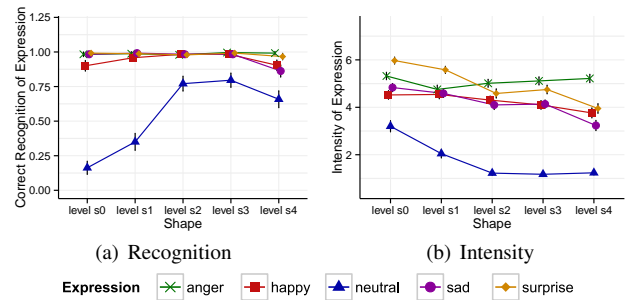 Correct Recognition of Expression
1.25
1.00
0.75
0.50
0.25
0.00
level s0 level s1 level s2 level s3 level s4
Shape
(a) Recognition
Intensity of Expression
6
4
2
level s0 level s1 level s2 level s3 level s4
Shape
(b) Intensity
Expression anger happy neutral sad surprise